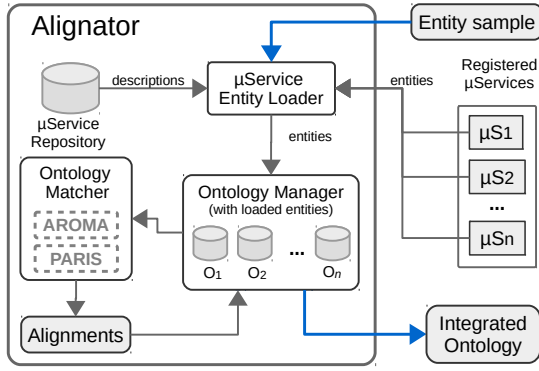 Alignator
Entity sample
descriptions
µService
Entity Loader
entities
Registered
µServices
µService
Repository
entities
µS1
µS2
...
µSn
Ontology
Matcher
AROMA
PARIS
Ontology Manager
(with loaded entities)
...
O1 O2 On
Alignments
Integrated
Ontology